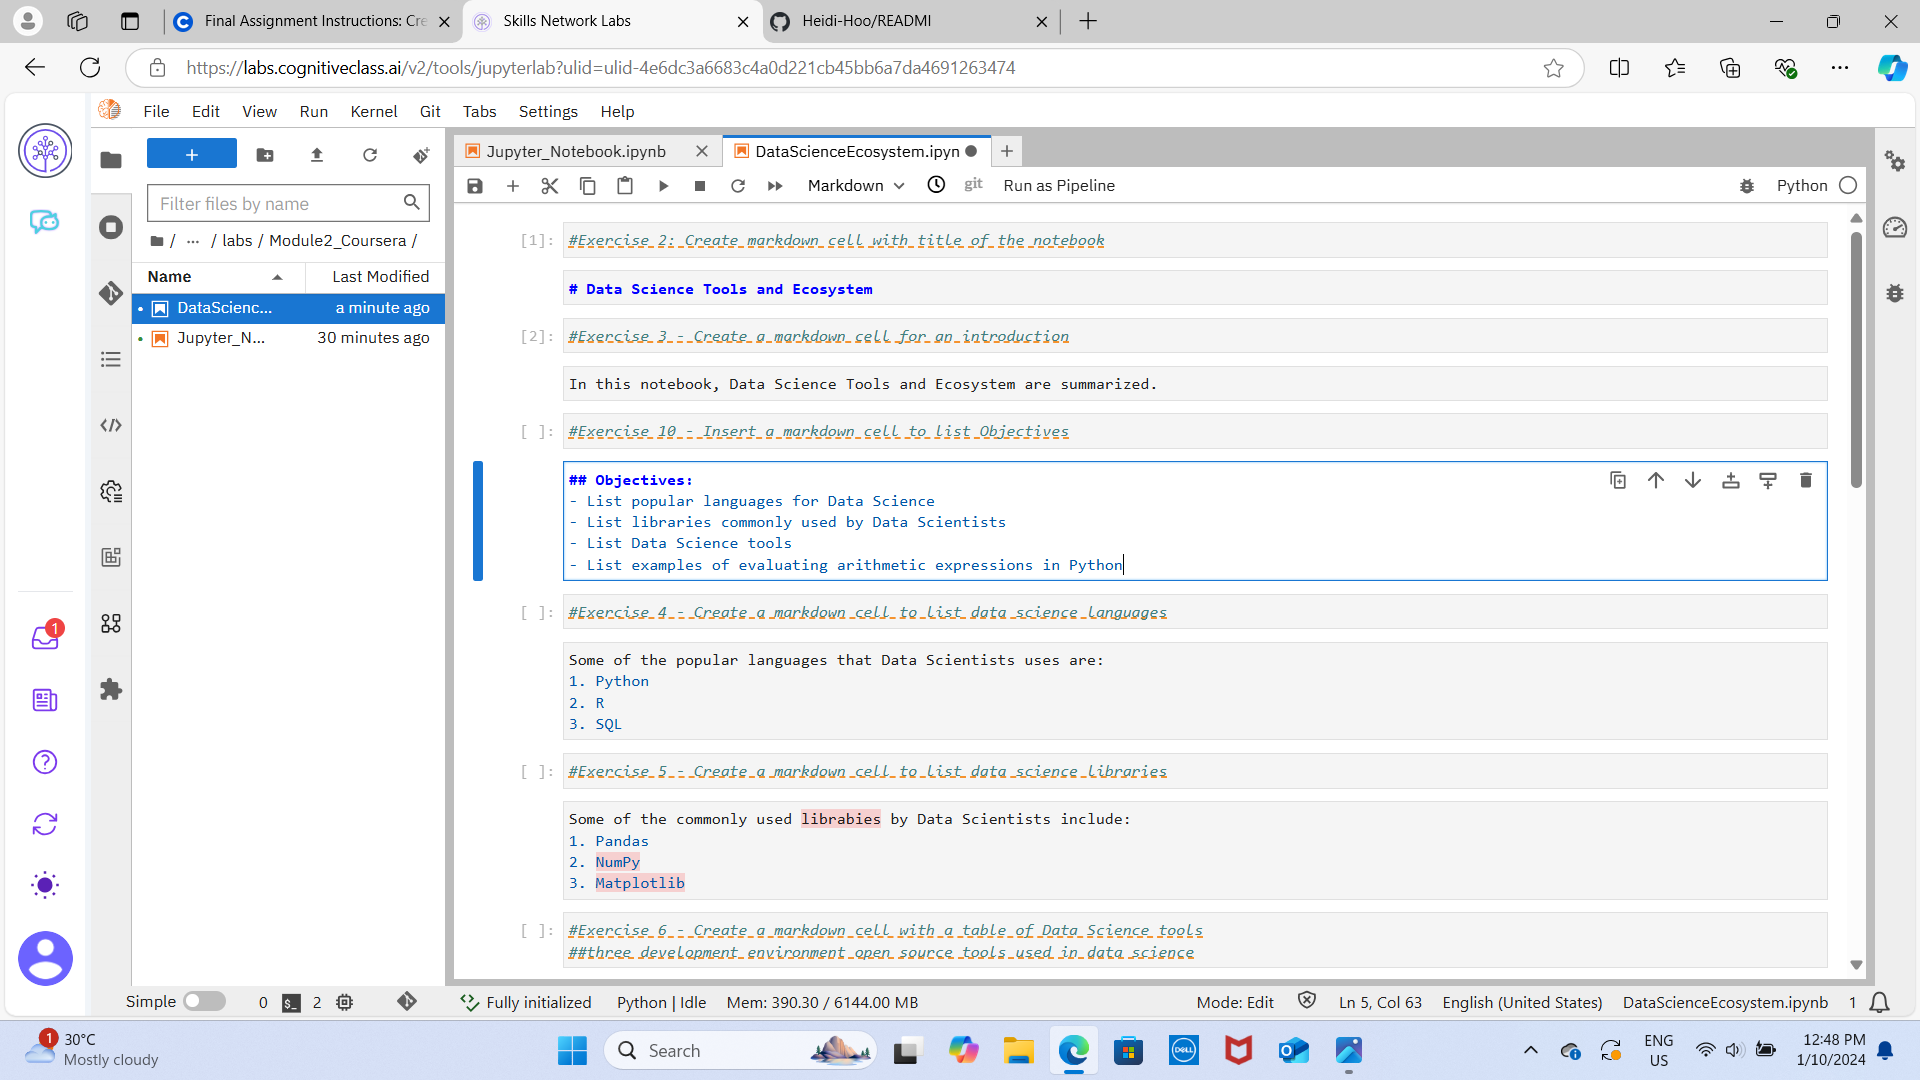 Final Assignment Instructions: Cre
Skills Network Labs
Heidi-Hoo/READMI
https://labs.cognitiveclass.ai/v2/tools/jupyterlab?ulid=ulid-4e6dc3a6683c4a0d221cb45bb6a7da4691263474
File Edit View Run Kernel Git Tabs Settings Help
Jupyter_Notebook.ipynb
DataScienceEcosystem.ipyn
Markdown
git
Run as Pipeline
Python
Filter files by name
/ ... / labs / Module2_Coursera /
Name
Last Modified
DataScienc...
a minute ago
Jupyter_N...
30 minutes ago
[1]: #Exercise 2: Create markdown cell with title of the notebook
# Data Science Tools and Ecosystem
[2]: #Exercise 3 - Create a markdown cell for an introduction
In this notebook, Data Science Tools and Ecosystem are summarized.
[ ]: #Exercise 10 - Insert a markdown cell to list Objectives
## Objectives:
- List popular languages for Data Science
- List libraries commonly used by Data Scientists
- List Data Science tools
- List examples of evaluating arithmetic expressions in Python
[ ]: #Exercise 4 - Create a markdown cell to list data science languages
Some of the popular languages that Data Scientists uses are:
1. Python
2. R
3. SQL
[ ]: #Exercise 5 - Create a markdown cell to list data science libraries
Some of the commonly used librabies by Data Scientists include:
1. Pandas
2. NumPy
3. Matplotlib
[ ]: #Exercise 6 - Create a markdown cell with a table of Data Science tools
##three development environment open source tools used in data science
1
Simple
0
2
Fully initialized
Python | Idle
Mem: 390.30 / 6144.00 MB
Mode: Edit
Ln 5, Col 63
English (United States)
DataScienceEcosystem.ipynb
1
1
30°C
Mostly cloudy
Search
DELL
ENG
US
12:48 PM
1/10/2024